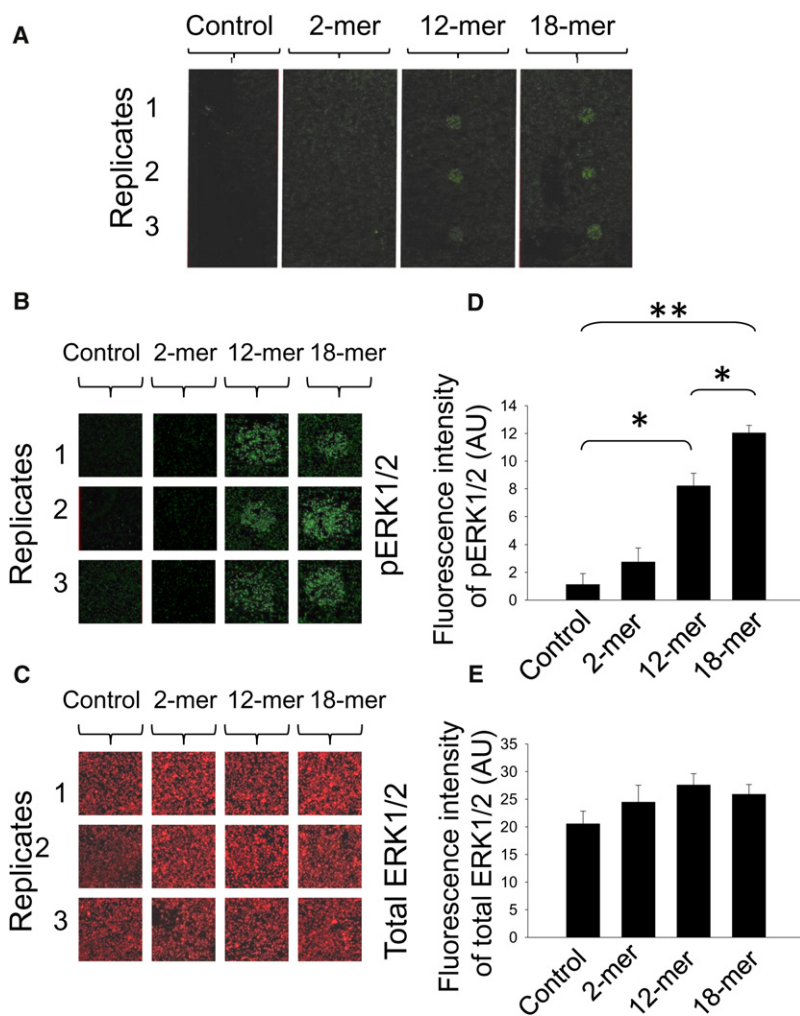 A
Control 2-mer 12-mer 18-mer
Replicates
1
2
3
B
Control 2-mer 12-mer 18-mer
Replicates
1
2
3
pERK1/2
C
Control 2-mer 12-mer 18-mer
Replicates
1
2
3
Total ERK1/2
D
**
*
*
Fluorescence intensity
of pERK1/2 (AU)
14
12
10
8
6
4
2
0
Control 2-mer 12-mer 18-mer
E
Fluorescence intensity
of total ERK1/2 (AU)
35
30
25
20
15
10
5
0
Control 2-mer 12-mer 18-mer